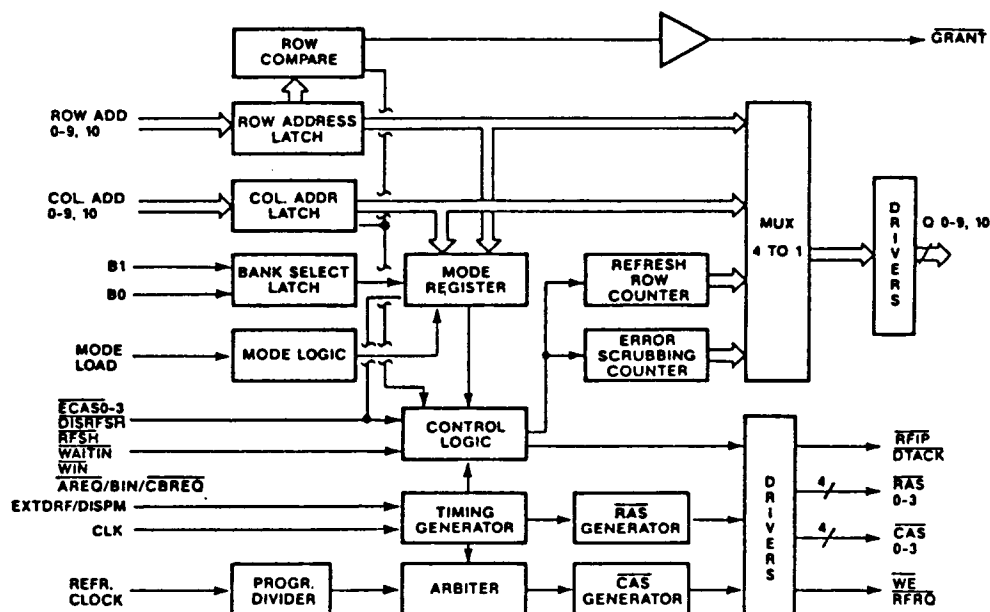 ROW
COMPARE
GRANT
ROW ADD
0-9, 10
ROW ADDRESS
LATCH
COL. ADD
0-9, 10
COL. ADDR
LATCH
MUX
4 TO 1
DRIVERS
Q 0-9, 10
B1
B0
BANK SELECT
LATCH
MODE
REGISTER
REFRESH
ROW
COUNTER
MODE
LOAD
MODE LOGIC
ERROR
SCRUBBING
COUNTER
ECAS0-3
DISRFSH
RFSH
WAITIN
WIN
AREQ/BIN/CBREQ
CONTROL
LOGIC
DRIVERS
RFIP
DTACK
EXTDRF/DISPM
CLK
TIMING
GENERATOR
RAS
GENERATOR
4
RAS
0-3
4
CAS
0-3
REFR.
CLOCK
PROGR.
DIVIDER
ARBITER
CAS
GENERATOR
WE
RFRQ